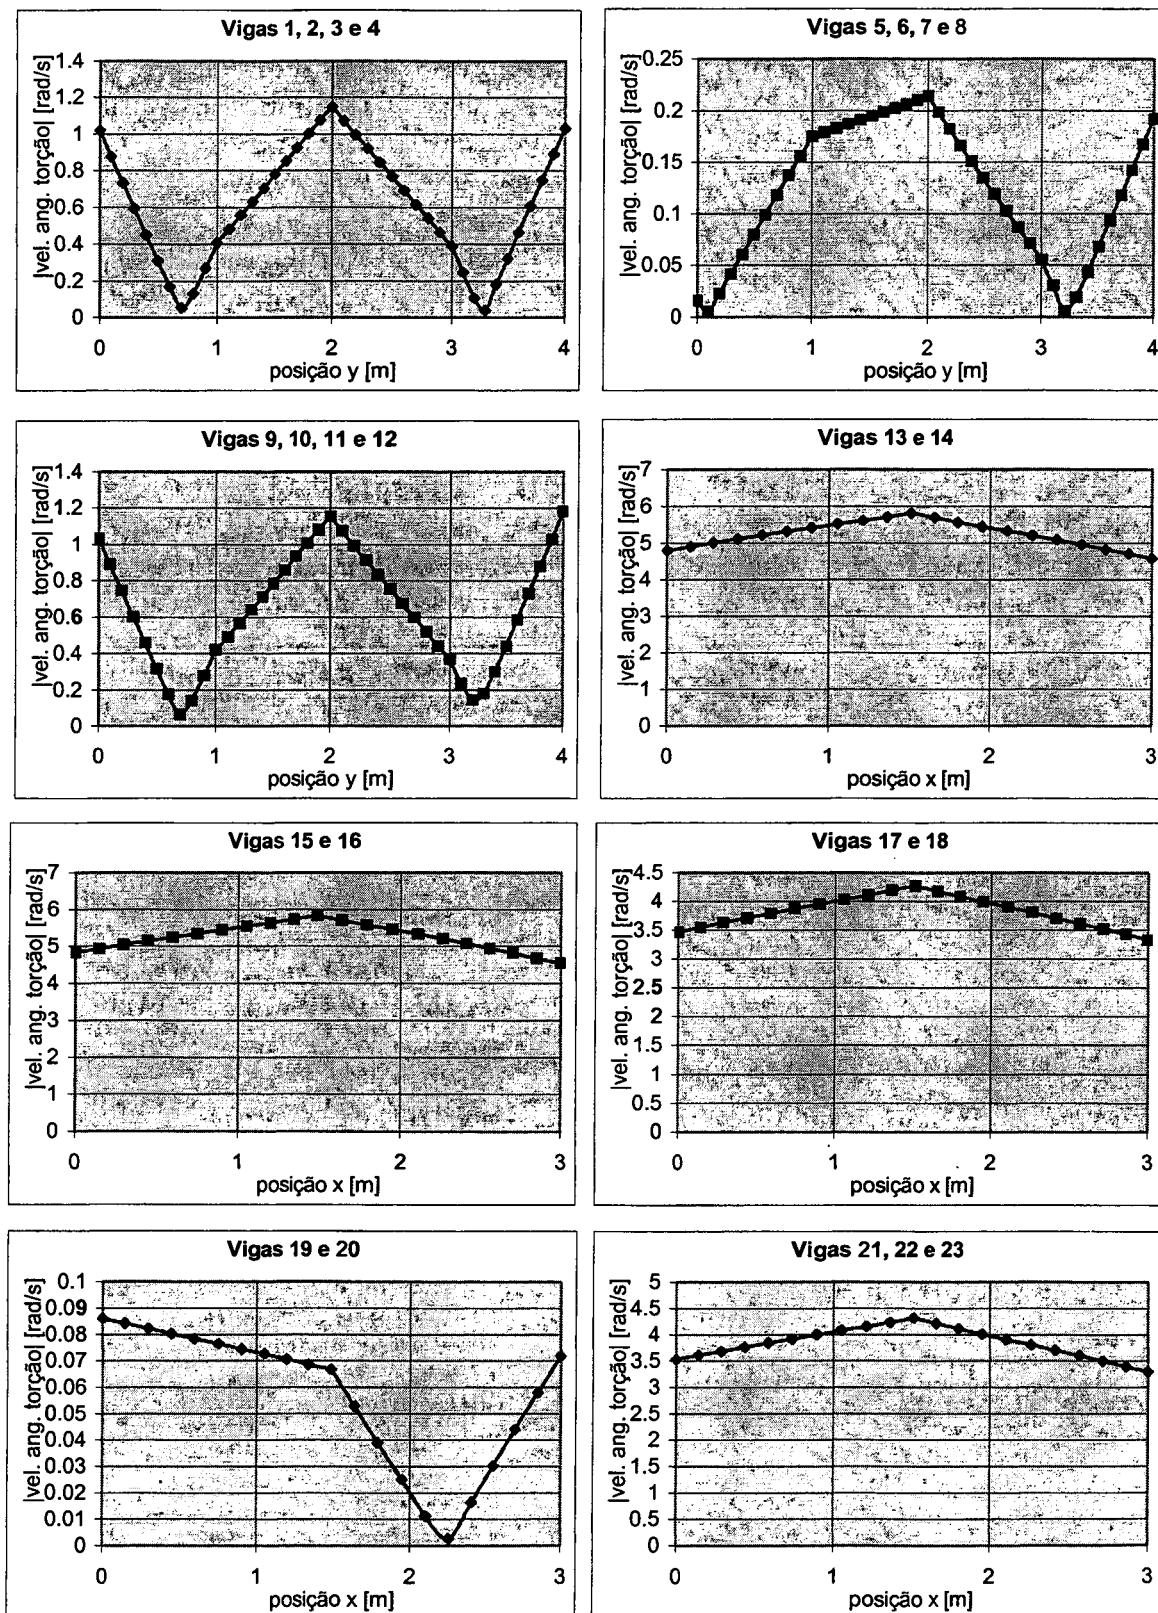 Vigas 1, 2, 3 e 4
|vel. ang. torção| [rad/s]
1.4
1.2
1
0.8
0.6
0.4
0.2
0
0 1 2 3 4
posição y [m]
Vigas 5, 6, 7 e 8
|vel. ang. torção| [rad/s]
0.25
0.2
0.15
0.1
0.05
0
0 1 2 3 4
posição y [m]
Vigas 9, 10, 11 e 12
|vel. ang. torção| [rad/s]
1.4
1.2
1
0.8
0.6
0.4
0.2
0
0 1 2 3 4
posição y [m]
Vigas 13 e 14
|vel. ang. torção| [rad/s]
7
6
5
4
3
2
1
0
0 1 2 3
posição x [m]
Vigas 15 e 16
|vel. ang. torção| [rad/s]
7
6
5
4
3
2
1
0
0 1 2 3
posição x [m]
Vigas 17 e 18
|vel. ang. torção| [rad/s]
4.5
4
3.5
3
2.5
2
1.5
1
0.5
0
0 1 2 3
posição x [m]
Vigas 19 e 20
|vel. ang. torção| [rad/s]
0.1
0.09
0.08
0.07
0.06
0.05
0.04
0.03
0.02
0.01
0
0 1 2 3
posição x [m]
Vigas 21, 22 e 23
|vel. ang. torção| [rad/s]
5
4.5
4
3.5
3
2.5
2
1.5
1
0.5
0
0 1 2 3
posição x [m]